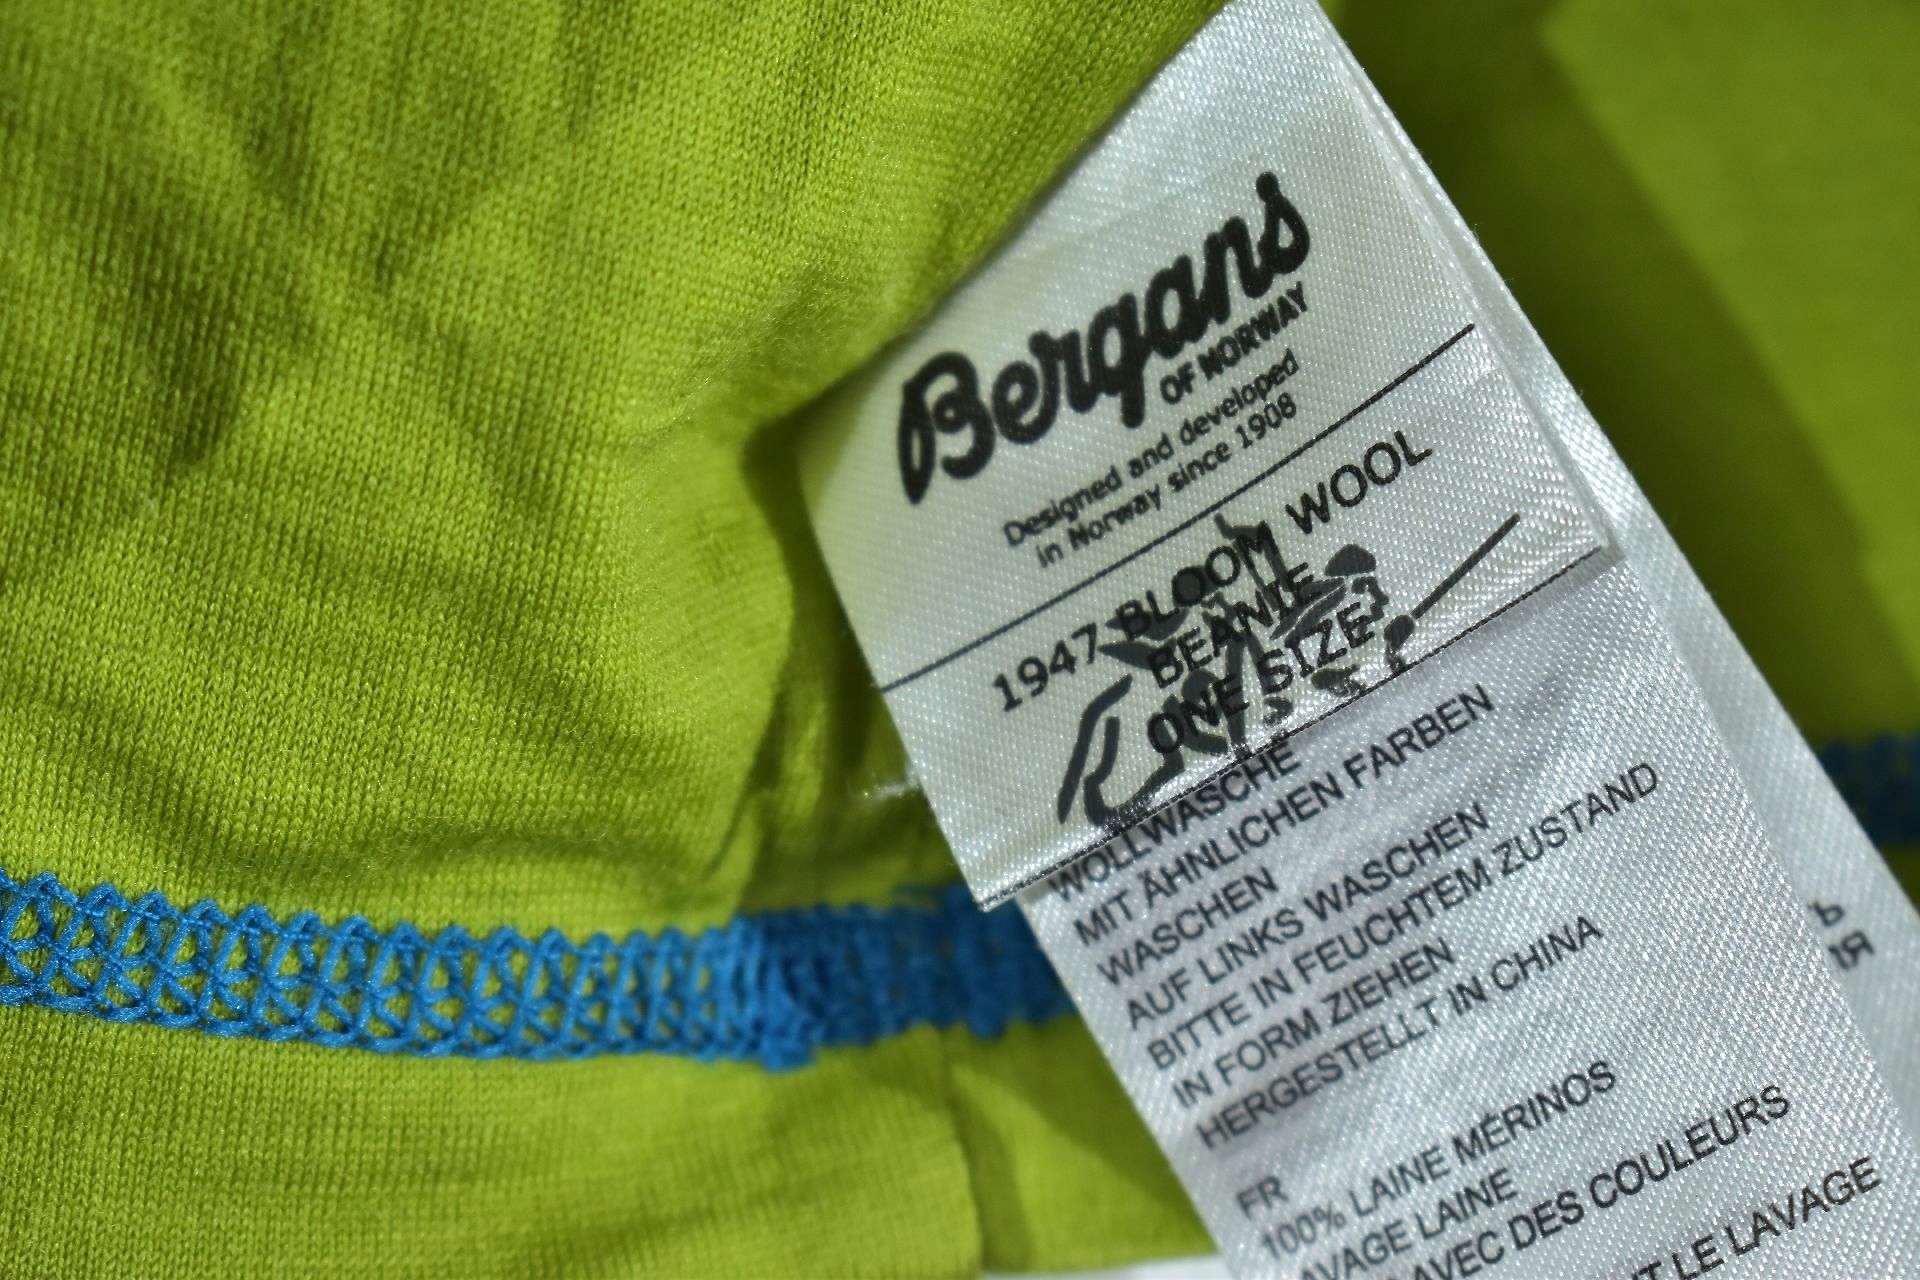 Bergans
OF NORWAY
Designed and developed
in Norway since 1908
1947-BLOOM WOOL
BEANIE
ONE SIZE
WOLLWÄSCHE
MIT ÄHNLICHEN FARBEN
WASCHEN
AUF LINKS WASCHEN
BITTE IN FEUCHTEM ZUSTAND
IN FORM ZIEHEN
HERGESTELLT IN CHINA
FR
100% LAINE MÉRINOS
AVAGE LAINE
AVEC DES COULEURS
LE LAVAGE